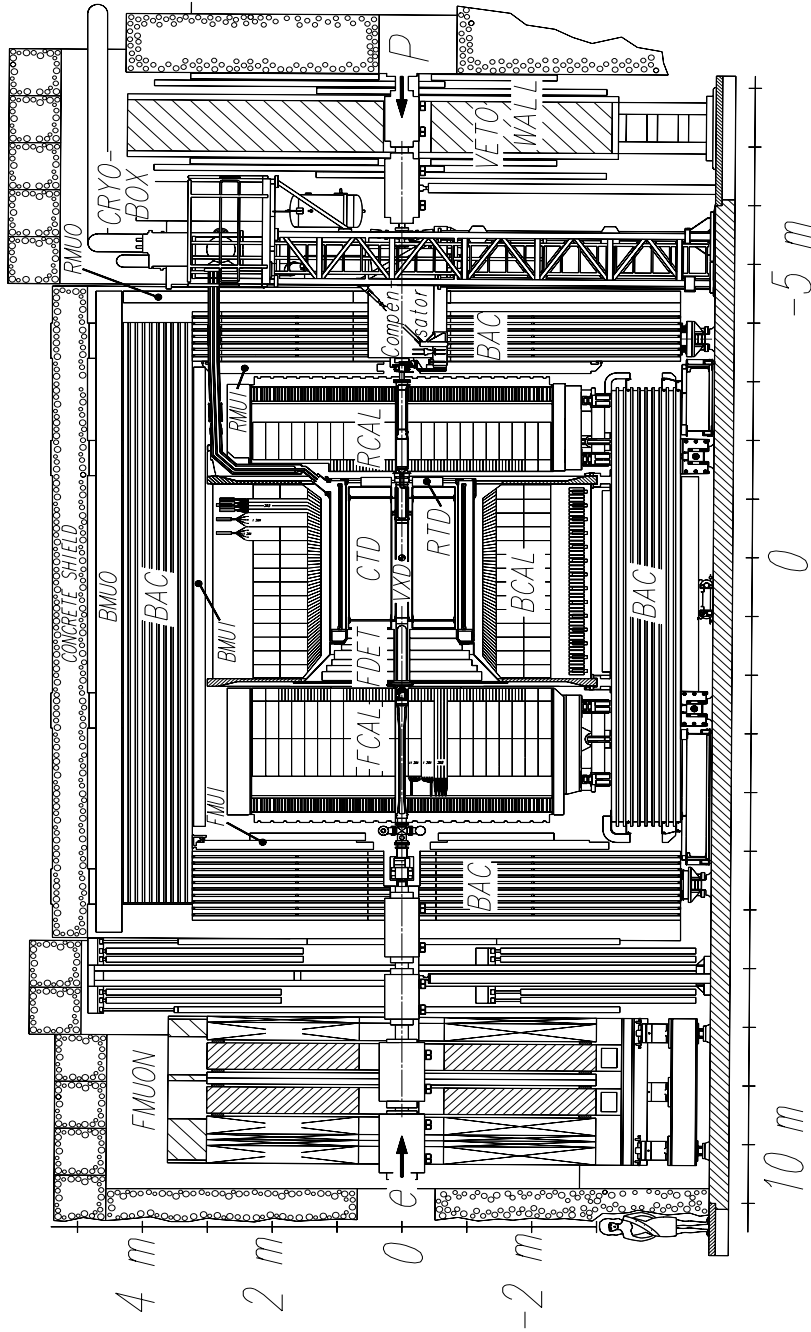 CONCRETE SHIELD
RMUO
BMUO
CRYO-
BOX
4 m
FMUON
BAC
FMUI
BMUI
RMUI
2 m
FCAL
FDET
CTD
RCAL
Compen
sator
0
e
VXD
P
RTD
BAC
BAC
VETO
WALL
BCAL
-2 m
BAC
10 m
0
-5 m